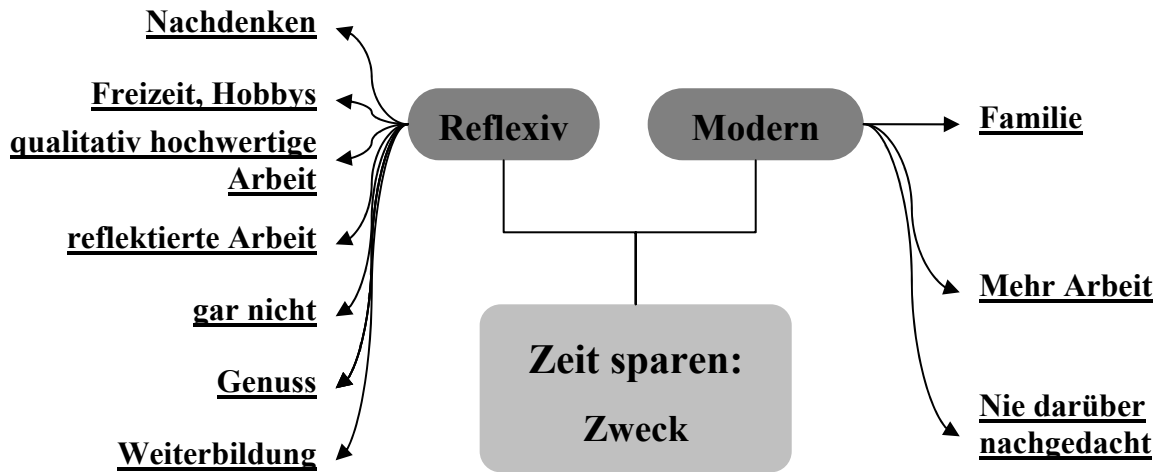 Nachdenken
Freizeit, Hobbys
qualitativ hochwertige
Arbeit
reflektierte Arbeit
gar nicht
Genuss
Weiterbildung
Reflexiv
Modern
Zeit sparen:
Zweck
Familie
Mehr Arbeit
Nie darüber
nachgedacht